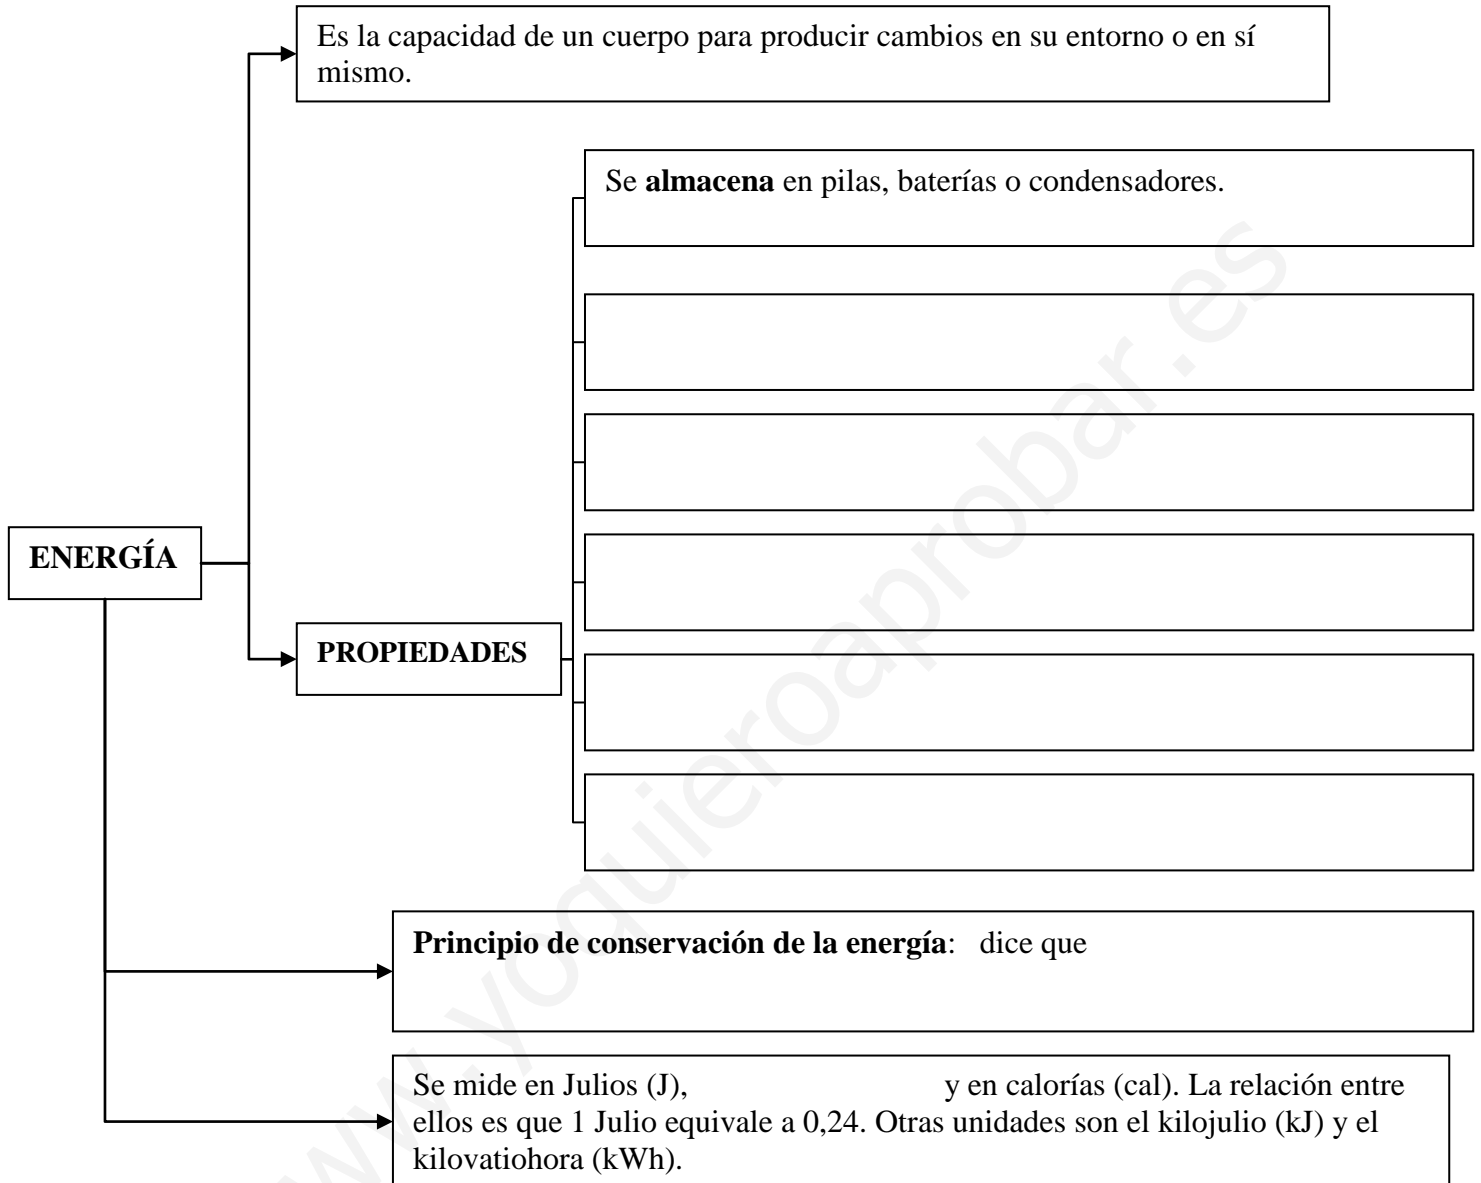 Es la capacidad de un cuerpo para producir cambios en su entorno o en sí
mismo.
Se almacena en pilas, baterías o condensadores.
ENERGÍA
PROPIEDADES
Principio de conservación de la energía: dice que
Se mide en Julios (J), y en calorías (cal). La relación entre
ellos es que 1 Julio equivale a 0,24. Otras unidades son el kilojulio (kJ) y el
kilovatiohora (kWh).
www.yoquieroaprobar.es